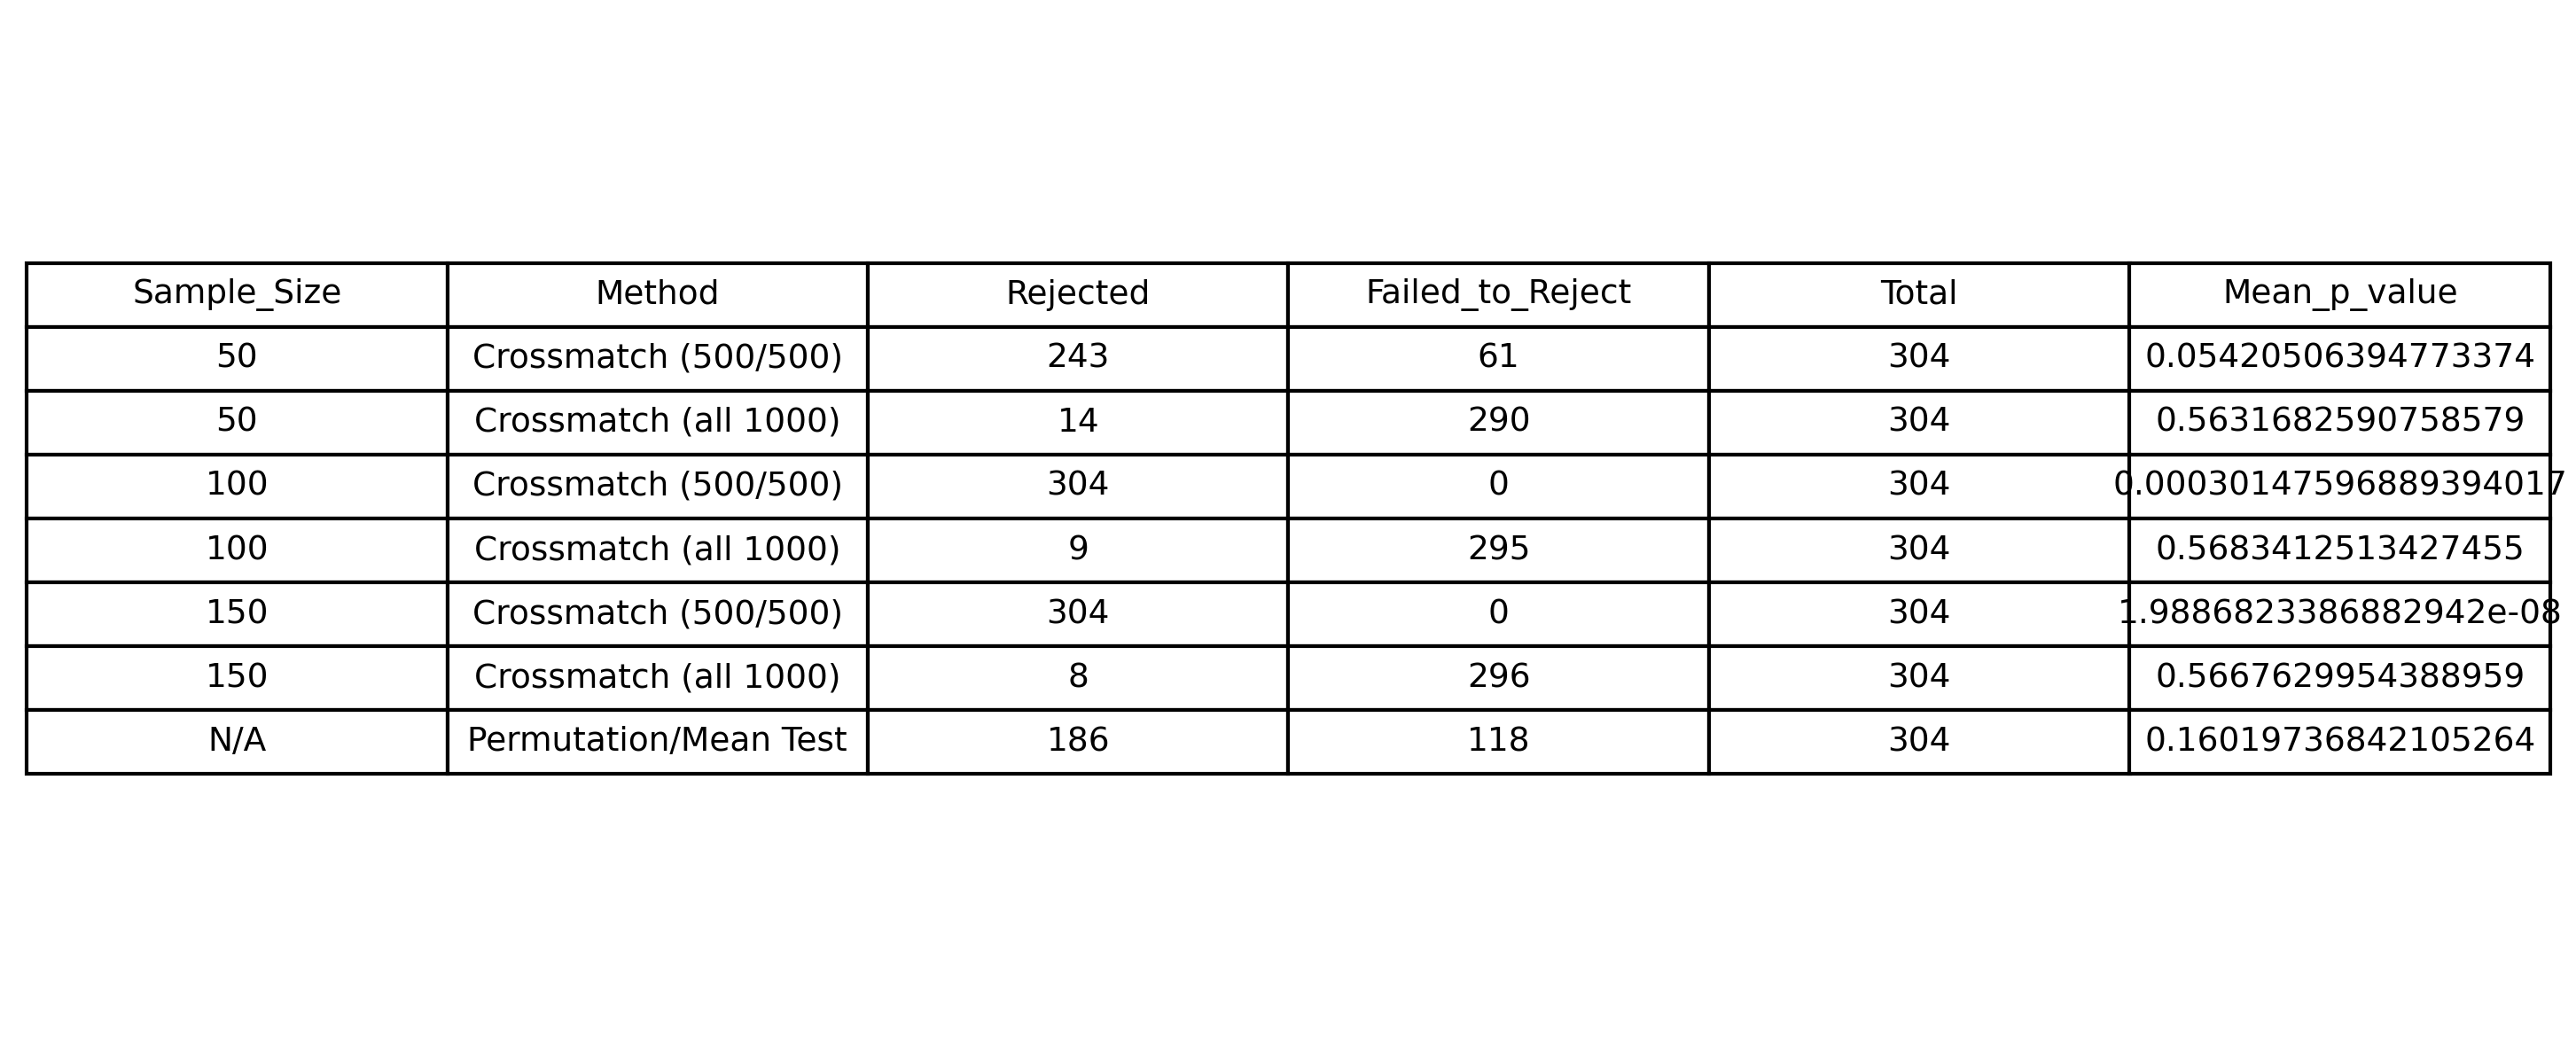 Sample_Size Method Rejected Failed_to_Reject Total Mean_p_value
50 Crossmatch (500/500) 243 61 304 0.05420506394773374
50 Crossmatch (all 1000) 14 290 304 0.5631682590758579
100 Crossmatch (500/500) 304 0 304 0.00030147596889394017
100 Crossmatch (all 1000) 9 295 304 0.5683412513427455
150 Crossmatch (500/500) 304 0 304 1.9886823386882942e-08
150 Crossmatch (all 1000) 8 296 304 0.5667629954388959
N/A Permutation/Mean Test 186 118 304 0.16019736842105264